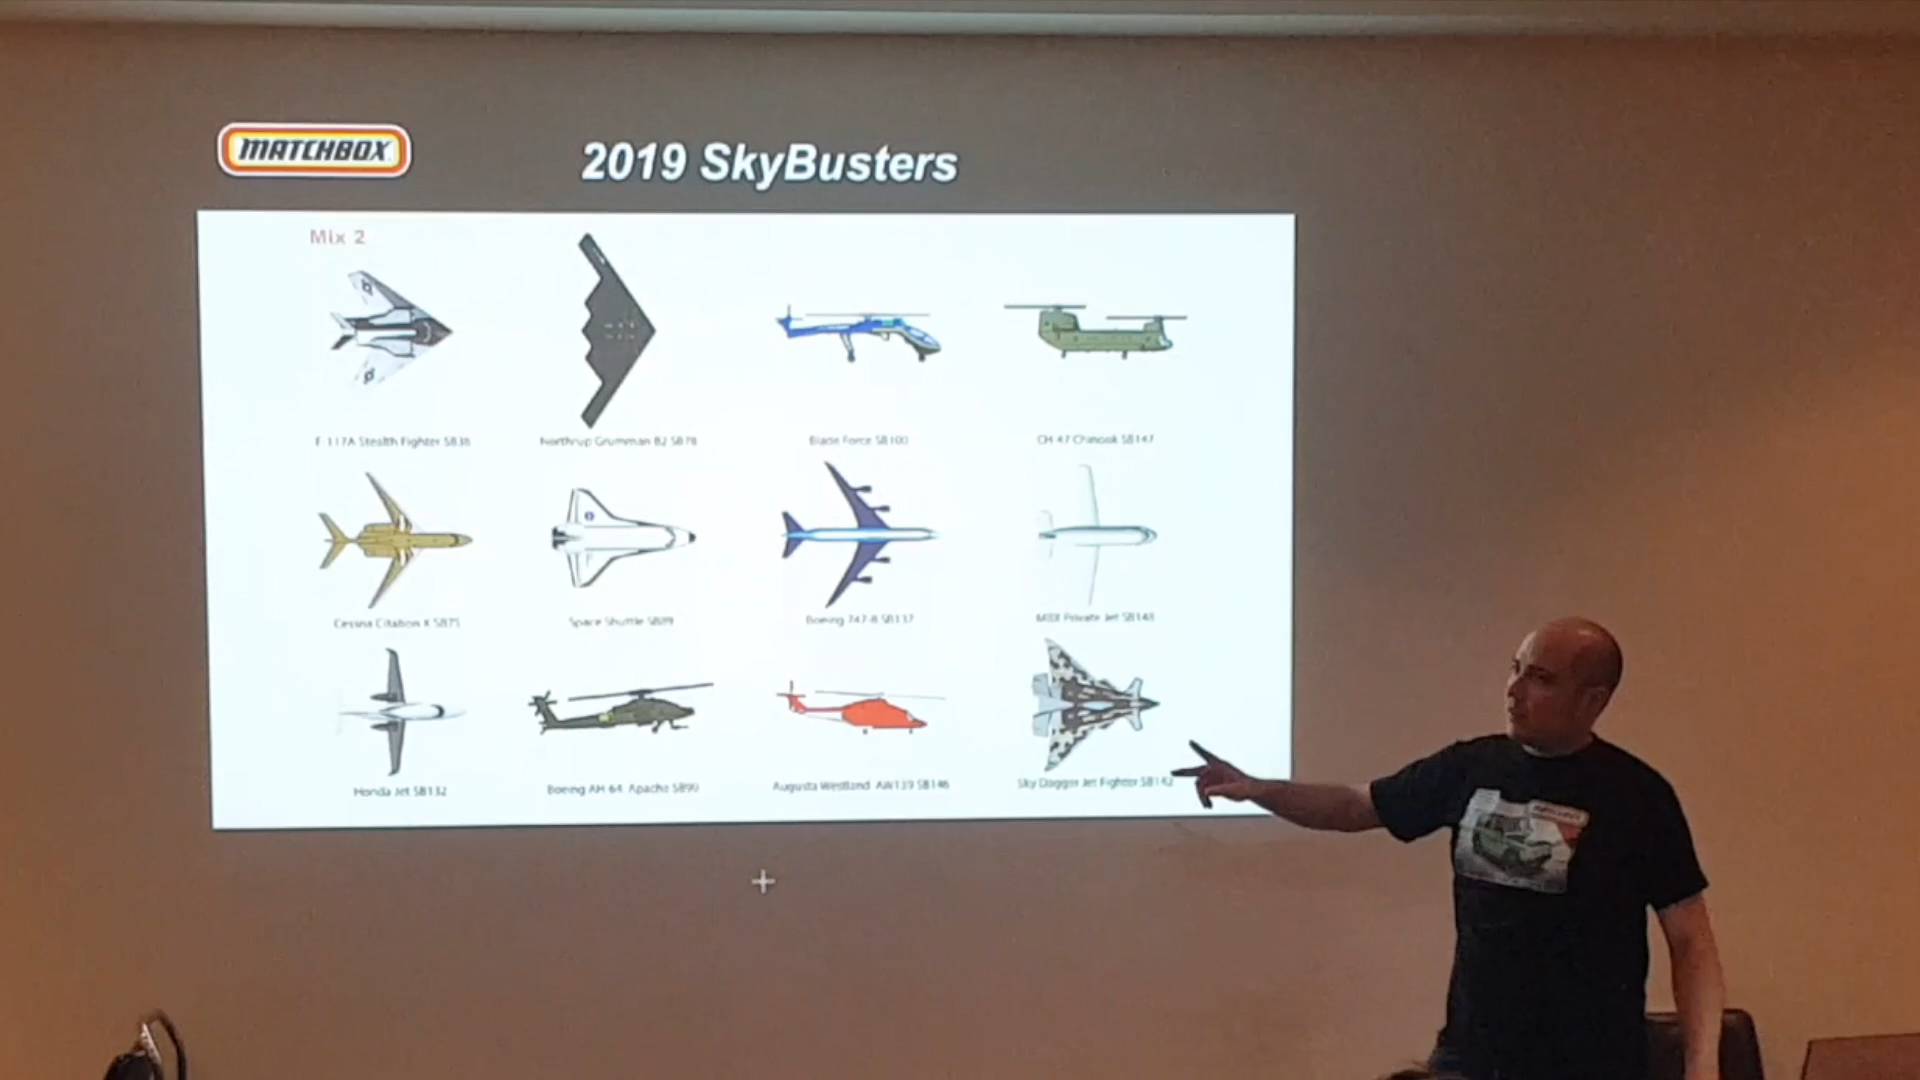 MATCHBOX
2019 SkyBusters
Mix 2
F 117A Stealth Fighter SB38
Northrup Grumman B2 SB78
Blade Force SB100
CH 47 Chinook SB147
Cessna Citation X SB75
Space Shuttle SB89
Boeing 747-8 SB137
MBX Private Jet SB148
Honda Jet SB132
Boeing AH 64 Apache SB90
Augusta Westland AW139 SB146
Sky Dagger Jet Fighter SB142